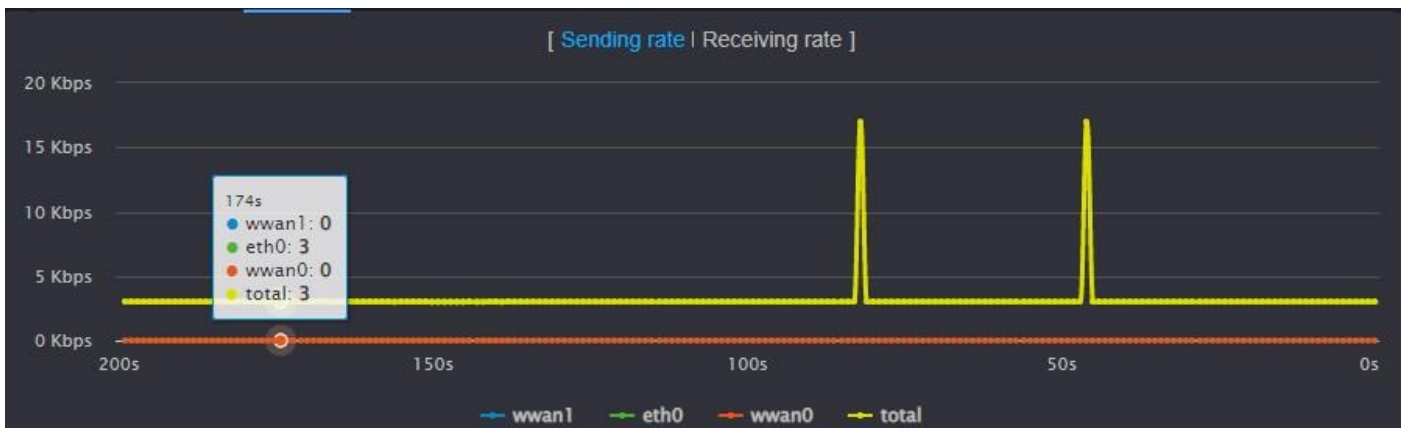 [ Sending rate | Receiving rate ]
20 Kbps
15 Kbps
10 Kbps
5 Kbps
0 Kbps
174s
wwan1: 0
eth0: 3
wwan0: 0
total: 3
200s 150s 100s 50s 0s
wwan1 eth0 wwan0 total